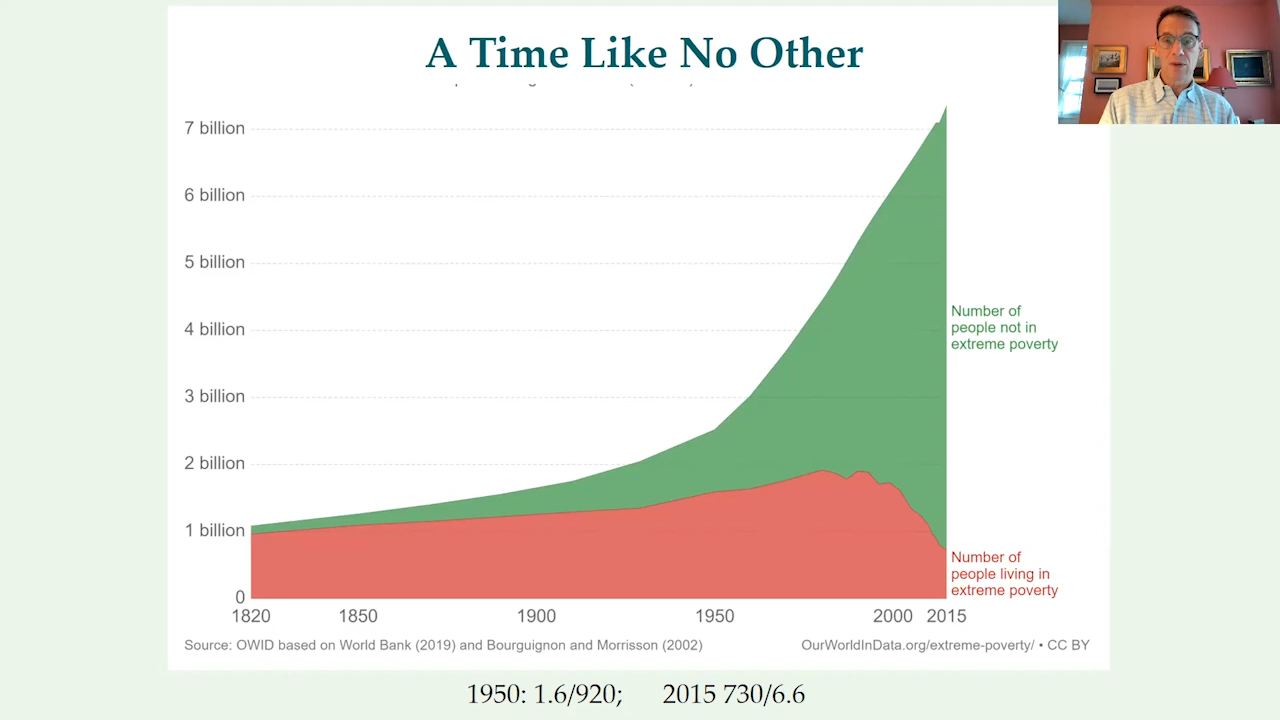 A Time Like No Other
7 billion
6 billion
5 billion
4 billion
3 billion
2 billion
1 billion
0
1820 1850 1900 1950 2000 2015
Number of
people not in
extreme poverty
Number of
people living in
extreme poverty
Source: OWID based on World Bank (2019) and Bourguignon and Morrisson (2002)
OurWorldInData.org/extreme-poverty/ • CC BY
1950: 1.6/920; 2015 730/6.6